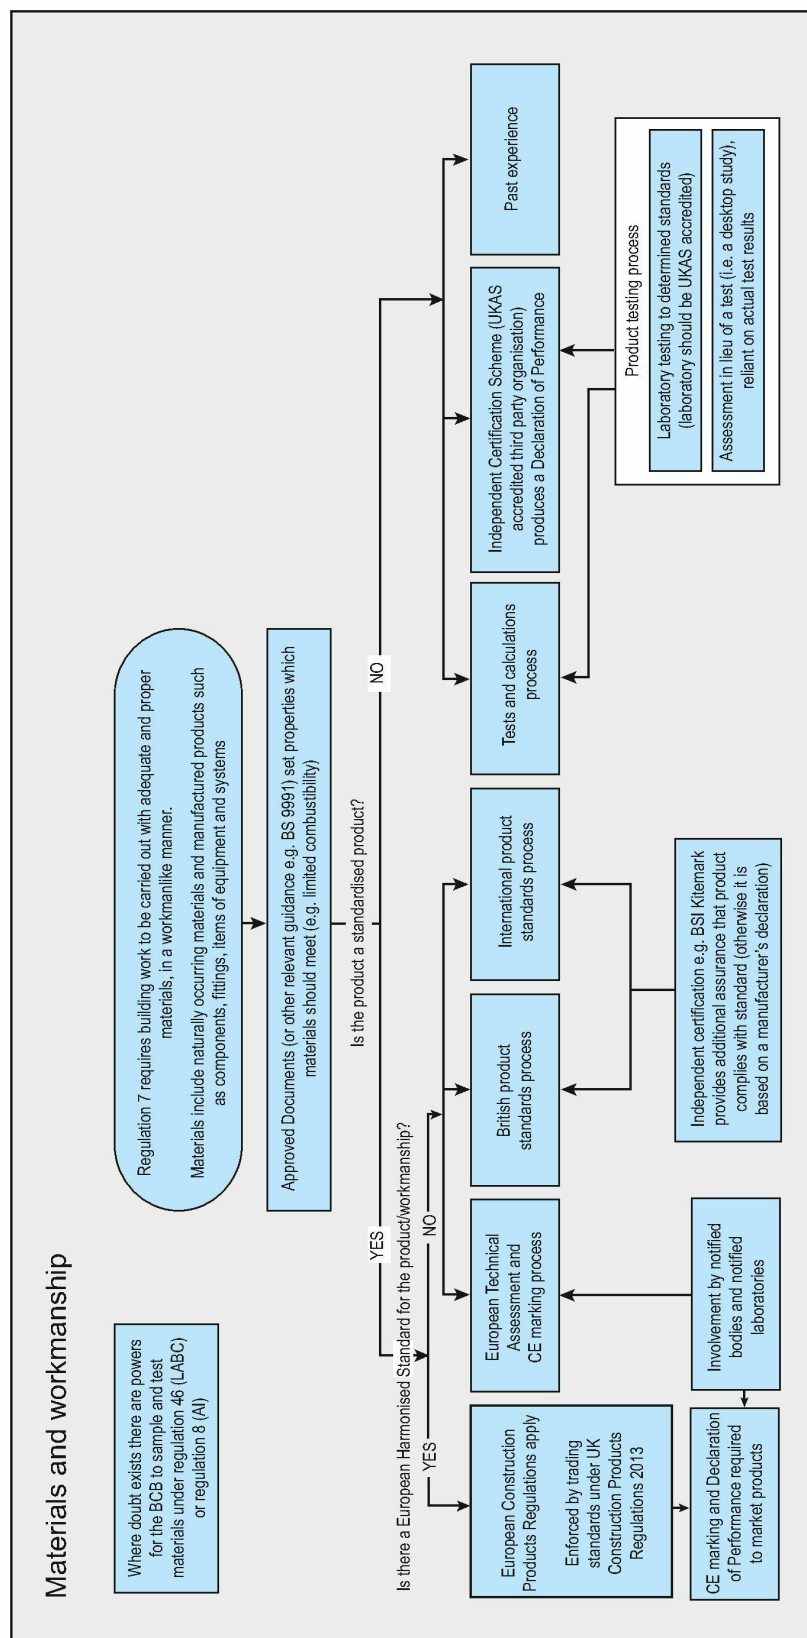 Materials and workmanship
Where doubt exists there are powers
for the BCB to sample and test
materials under regulation 46 (LABC)
or regulation 8 (AI)
Regulation 7 requires building work to be carried out with adequate and proper
materials, in a workmanlike manner.
Materials include naturally occurring materials and manufactured products such
as components, fittings, items of equipment and systems
Approved Documents (or other relevant guidance e.g. BS 9991) set properties which
materials should meet (e.g. limited combustibility)
Is the product a standardised product?
YES
NO
Is there a European Harmonised Standard for the product/workmanship?
YES
NO
European Construction
Products Regulations apply
Enforced by trading
standards under UK
Construction Products
Regulations 2013
European Technical
Assessment and
CE marking process
British product
standards process
International product
standards process
Tests and calculations
process
Independent Certification Scheme (UKAS
accredited third party organisation)
produces a Declaration of Performance
Past experience
CE marking and Declaration
of Performance required
to market products
Involvement by notified
bodies and notified
laboratories
Independent certification e.g. BSI Kitemark
provides additional assurance that product
complies with standard (otherwise it is
based on a manufacturer's declaration)
Product testing process
Laboratory testing to determined standards
(laboratory should be UKAS accredited)
Assessment in lieu of a test (i.e. a desktop study),
reliant on actual test results